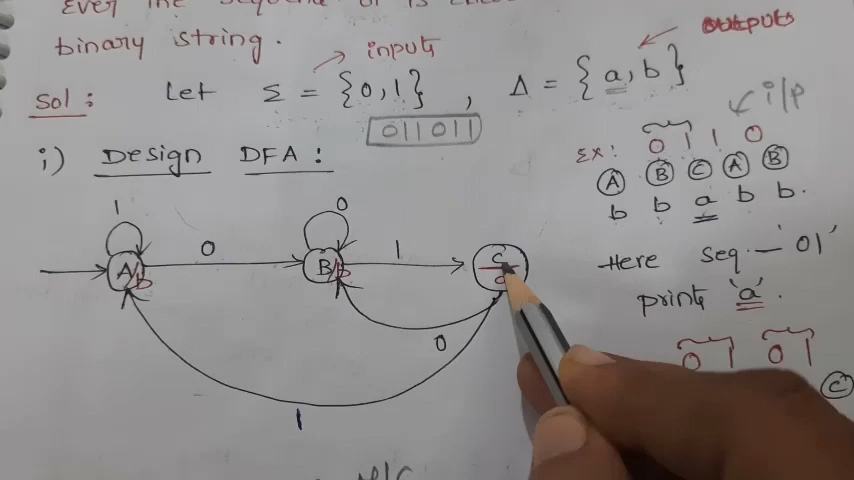 binary string.
inputs
outputs
Sol: Let Σ = {0,1} , Δ = {a,b}
011011
i/p
i) Design DFA:
Ex: 0 1 1 0
A B C A B
b b a b b.
Here seq — '01'
print 'a'.
0 1 0 1
C
1
0
0
1
A/b
B/b
C
0
1